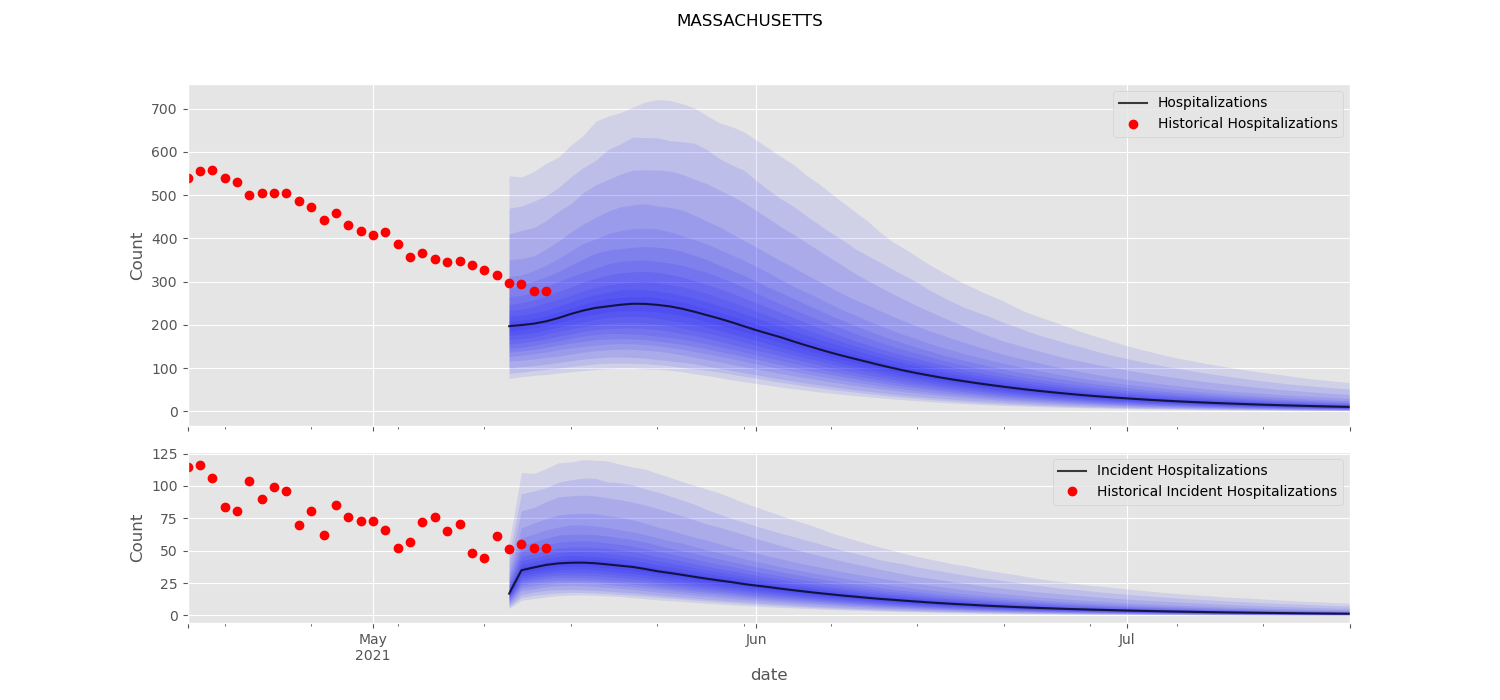 MASSACHUSETTS
Hospitalizations
Historical Hospitalizations
700
600
500
400
300
200
100
0
Count
Incident Hospitalizations
Historical Incident Hospitalizations
125
100
75
50
25
0
Count
May
2021
Jun
Jul
date